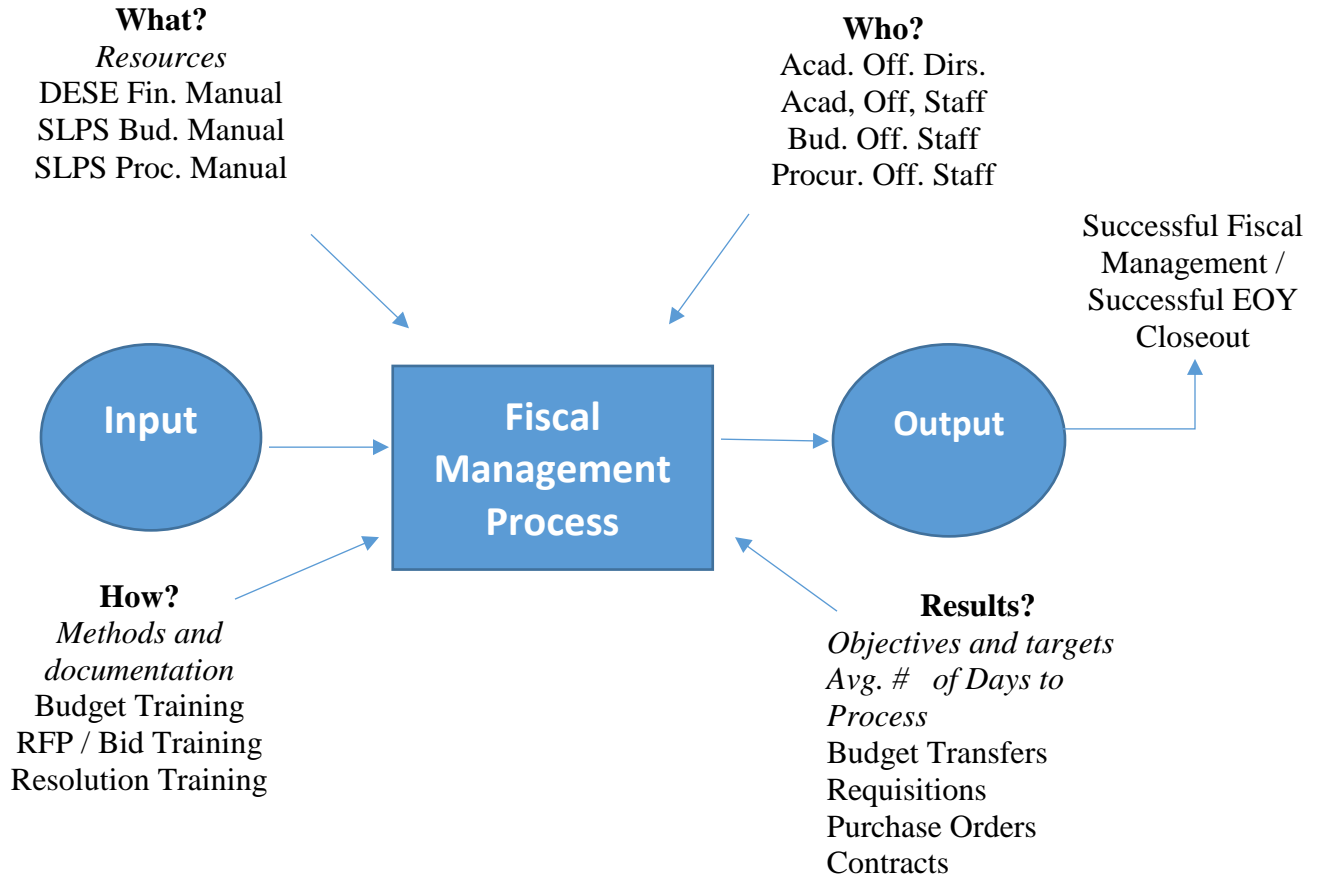 What?
Resources
DESE Fin. Manual
SLPS Bud. Manual
SLPS Proc. Manual
Who?
Acad. Off. Dirs.
Acad, Off, Staff
Bud. Off. Staff
Procur. Off. Staff
Successful Fiscal
Management /
Successful EOY
Closeout
Input
Fiscal
Management
Process
Output
How?
Methods and
documentation
Budget Training
RFP / Bid Training
Resolution Training
Results?
Objectives and targets
Avg. # of Days to
Process
Budget Transfers
Requisitions
Purchase Orders
Contracts